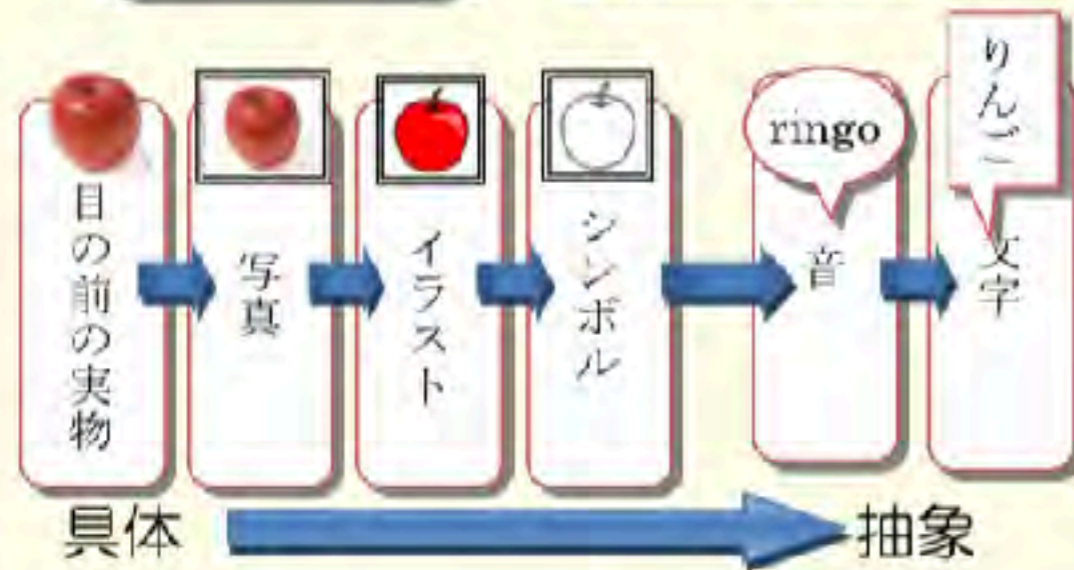 目の前の実物
写真
イラスト
シンボル
ringo
音
りんご
文字
具体
抽象